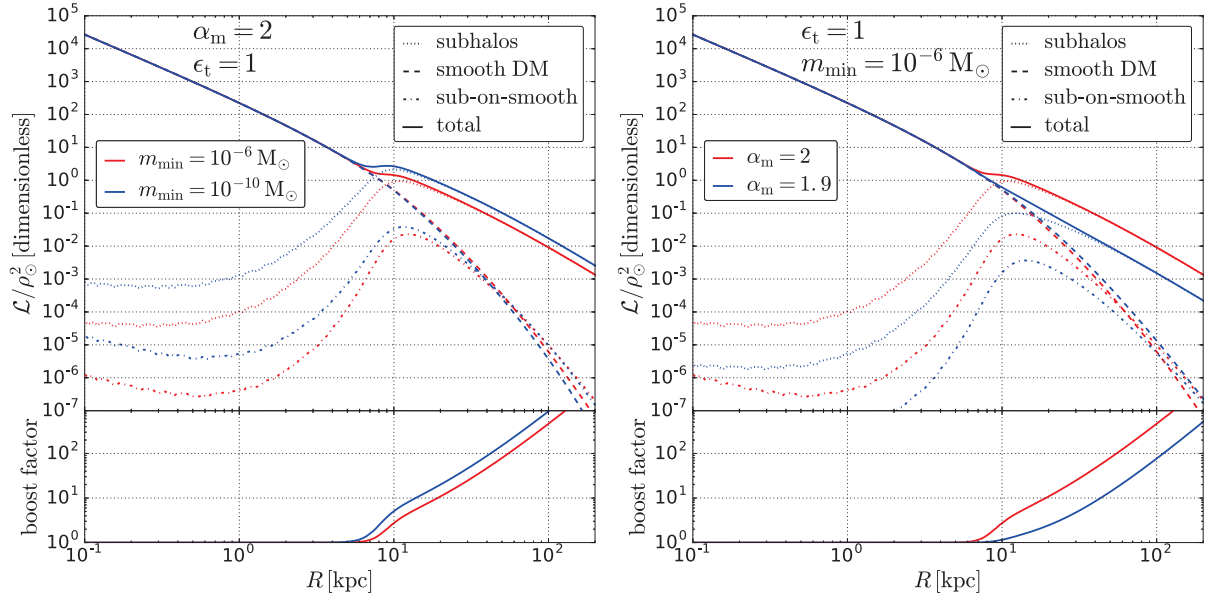 α_m = 2
ϵ_t = 1
subhalos
smooth DM
sub-on-smooth
total
m_min = 10^-6 M_⊙
m_min = 10^-10 M_⊙
10^5
10^4
10^3
10^2
10^1
10^0
10^-1
10^-2
10^-3
10^-4
10^-5
10^-6
10^-7
ℒ/ρ_⊙^2 [dimensionless]
10^2
10^1
10^0
boost factor
10^-1
10^0
10^1
10^2
R [kpc]
ϵ_t = 1
m_min = 10^-6 M_⊙
subhalos
smooth DM
sub-on-smooth
total
α_m = 2
α_m = 1.9
10^5
10^4
10^3
10^2
10^1
10^0
10^-1
10^-2
10^-3
10^-4
10^-5
10^-6
10^-7
ℒ/ρ_⊙^2 [dimensionless]
10^2
10^1
10^0
boost factor
10^-1
10^0
10^1
10^2
R [kpc]